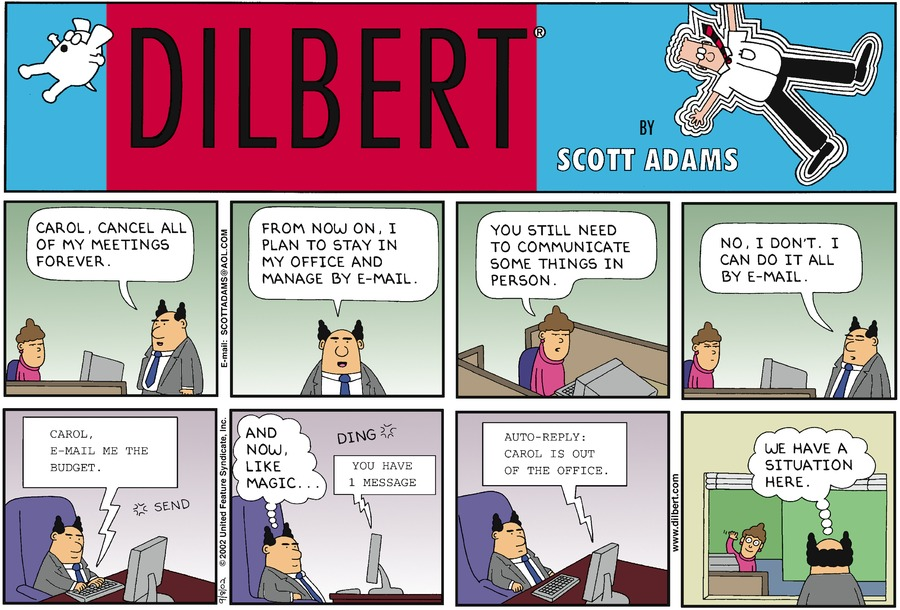 DILBERT®
BY
SCOTT ADAMS
CAROL, CANCEL ALL
OF MY MEETINGS
FOREVER.
E-mail: SCOTTADAMS@AOL.COM
FROM NOW ON, I
PLAN TO STAY IN
MY OFFICE AND
MANAGE BY E-MAIL.
YOU STILL NEED
TO COMMUNICATE
SOME THINGS IN
PERSON.
NO, I DON'T. I
CAN DO IT ALL
BY E-MAIL.
CAROL,
E-MAIL ME THE
BUDGET.
SEND
9/8/02 © 2002 United Feature Syndicate, Inc.
AND
NOW,
LIKE
MAGIC...
DING
YOU HAVE
1 MESSAGE
AUTO-REPLY:
CAROL IS OUT
OF THE OFFICE.
www.dilbert.com
WE HAVE A
SITUATION
HERE.